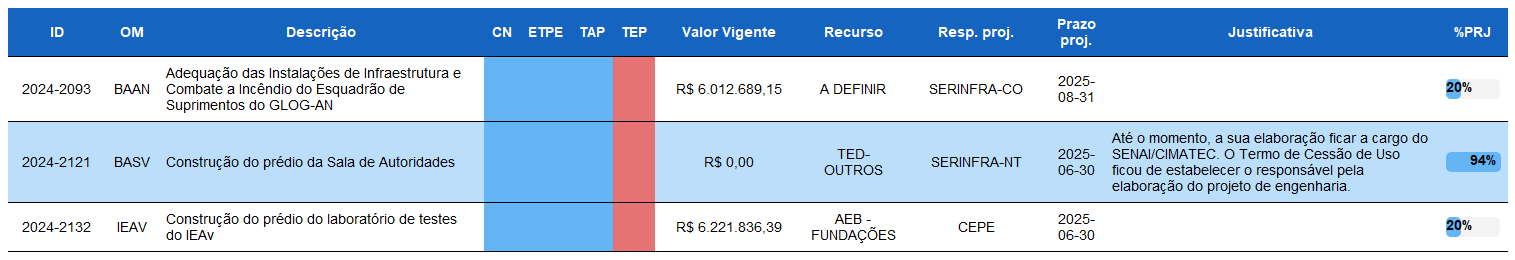 ID OM Descrição CN ETPE TAP TEP Valor Vigente Recurso Resp. proj. Prazo proj. Justificativa %PRJ
2024-2093 BAAN
Adequação das Instalações de Infraestrutura e
Combate a Incêndio do Esquadrão de
Suprimentos do GLOG-AN
R$ 6.012.689,15 A DEFINIR SERINFRA-CO
2025-
08-31
20%
2024-2121 BASV Construção do prédio da Sala de Autoridades R$ 0,00
TED-
OUTROS
SERINFRA-NT
2025-
06-30
Até o momento, a sua elaboração ficar a cargo do
SENAI/CIMATEC. O Termo de Cessão de Uso
ficou de estabelecer o responsável pela
elaboração do projeto de engenharia.
94%
2024-2132 IEAV
Construção do prédio do laboratório de testes
do IEAv
R$ 6.221.836,39
AEB -
FUNDAÇÕES
CEPE
2025-
06-30
20%